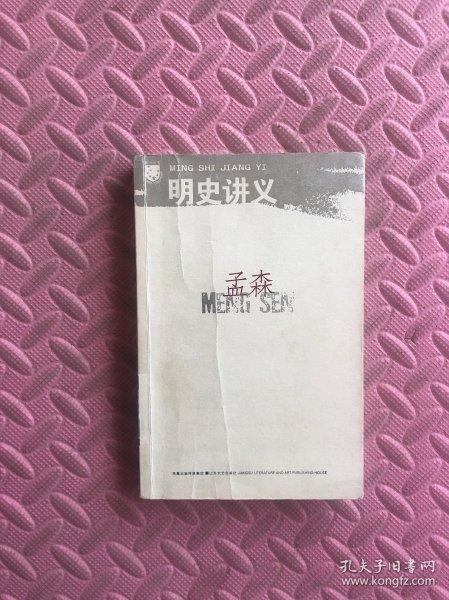 MING SHI JIANG YI
明史讲义
孟森
MENG SEN
凤凰出版传媒集团 江苏文艺出版社 JIANGSU LITERATURE AND ART PUBLISHING HOUSE
孔夫子旧书网
www.kongfz.com